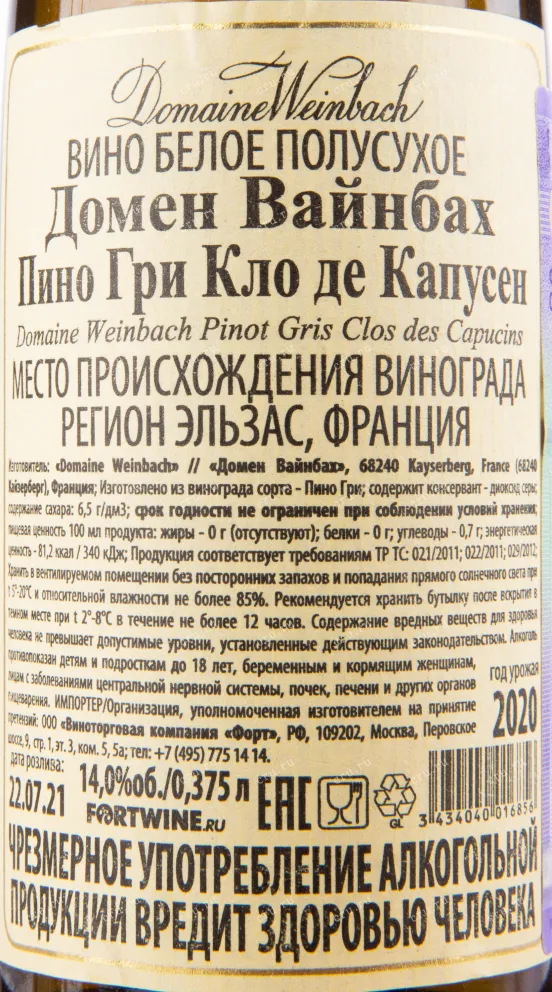 Domaine Weinbach
ВИНО БЕЛОЕ ПОЛУСУХОЕ
Домен Вайнбах
Пино Гри Кло де Капусен
Domaine Weinbach Pinot Gris Clos des Capucins
МЕСТО ПРОИСХОЖДЕНИЯ ВИНОГРАДА
РЕГИОН ЭЛЬЗАС, ФРАНЦИЯ
Изготовитель: «Domaine Weinbach» // «Домен Вайнбах», 68240 Kayserberg, France (68240
Кайзерберг), Франция; Изготовлено из винограда сорта - Пино Гри; содержит консервант - диоксид серы;
содержание сахара: 6,5 г/дм3; срок годности не ограничен при соблюдении условий хранения;
пищевая ценность 100 мл продукта: жиры - 0 г (отсутствуют); белки - 0 г; углеводы - 0,7 г; энергетическая
ценность - 81,2 ккал / 340 кДж; Продукция соответствует требованиям ТР ТС: 021/2011; 022/2011; 029/2012;
Хранить в вентилируемом помещении без посторонних запахов и попадания прямого солнечного света при
t 5°-20°С и относительной влажности не более 85%. Рекомендуется хранить бутылку после вскрытия в
темном месте при t 2°-8°С в течение не более 12 часов. Содержание вредных веществ для здоровья
человека не превышает допустимые уровни, установленные действующим законодательством. Алкоголь
противопоказан детям и подросткам до 18 лет, беременным и кормящим женщинам,
лицам с заболеваниями центральной нервной системы, почек, печени и других органов
пищеварения. ИМПОРТЕР/Организация, уполномоченная изготовителем на принятие
претензий: ООО «Виноторговая компания «Форт», РФ, 109202, Москва, Перовское
шоссе, 9, стр. 1, эт. 3, ком. 5, 5а; тел: +7 (495) 775 14 14.
год урожая
2020
дата розлива:
22.07.21
14,0%об./0,375 л
FORTWINE.RU
EAC
GL
3 434040 016856
ЧРЕЗМЕРНОЕ УПОТРЕБЛЕНИЕ АЛКОГОЛЬНОЙ
ПРОДУКЦИИ ВРЕДИТ ЗДОРОВЬЮ ЧЕЛОВЕКА